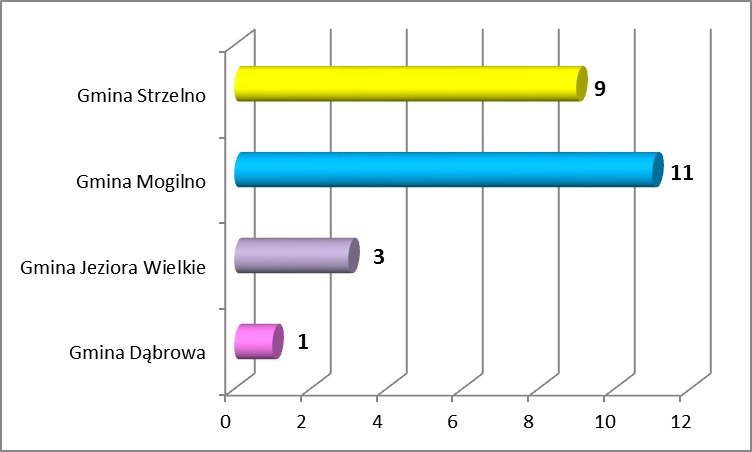 Gmina Strzelno 9
Gmina Mogilno 11
Gmina Jeziora Wielkie 3
Gmina Dąbrowa 1
0 2 4 6 8 10 12